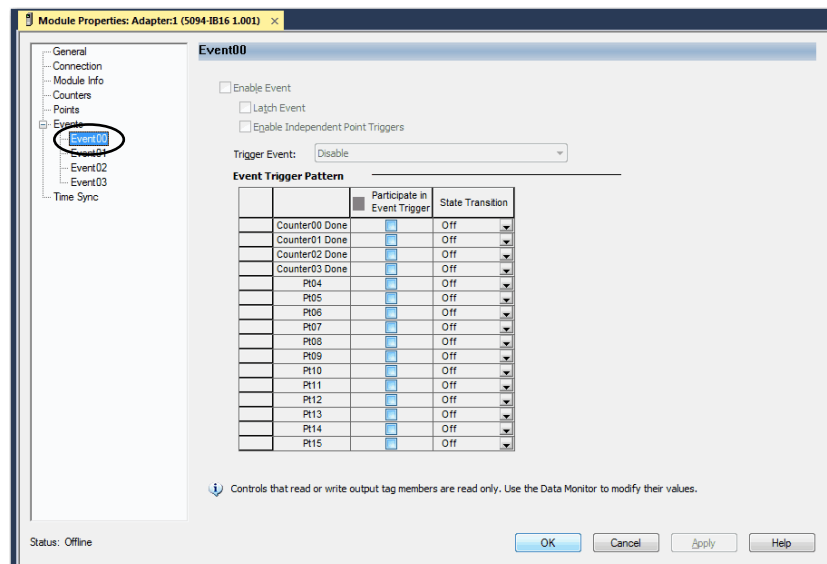 Module Properties: Adapter:1 (5094-IB16 1.001) ×
General
Connection
Module Info
Counters
Points
Events
Event00
Event01
Event02
Event03
Time Sync
Event00
Enable Event
Latch Event
Enable Independent Point Triggers
Trigger Event: Disable
Event Trigger Pattern
Participate in Event Trigger State Transition
Counter00 Done Off
Counter01 Done Off
Counter02 Done Off
Counter03 Done Off
Pt04 Off
Pt05 Off
Pt06 Off
Pt07 Off
Pt08 Off
Pt09 Off
Pt10 Off
Pt11 Off
Pt12 Off
Pt13 Off
Pt14 Off
Pt15 Off
Controls that read or write output tag members are read only. Use the Data Monitor to modify their values.
Status: Offline
OK Cancel Apply Help